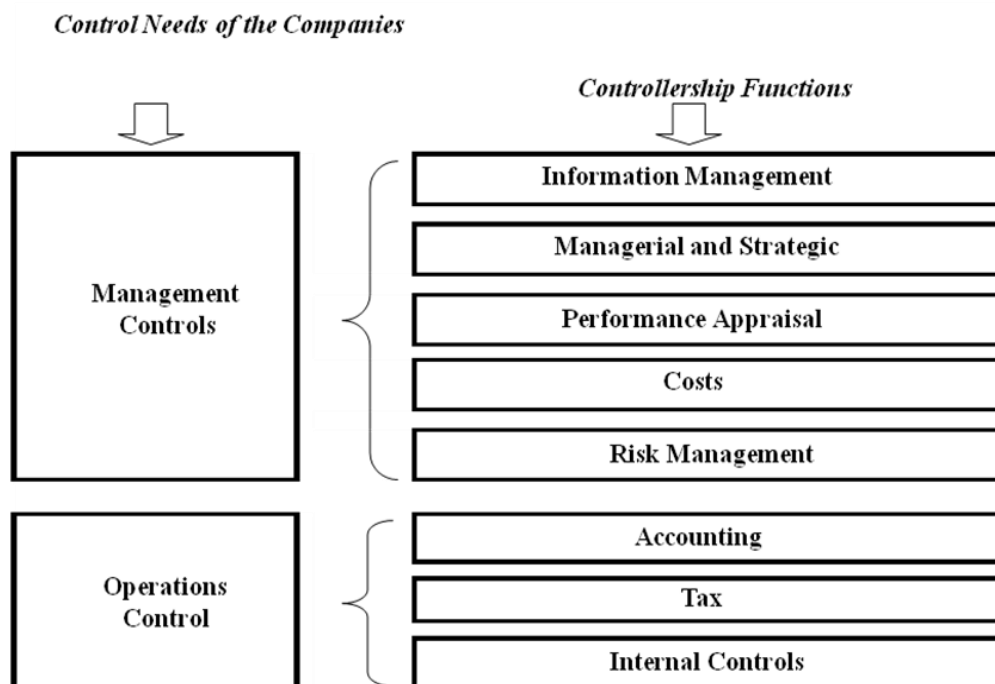 Control Needs of the Companies
Controllership Functions
Management
Controls
Information Management
Managerial and Strategic
Performance Appraisal
Costs
Risk Management
Operations
Control
Accounting
Tax
Internal Controls